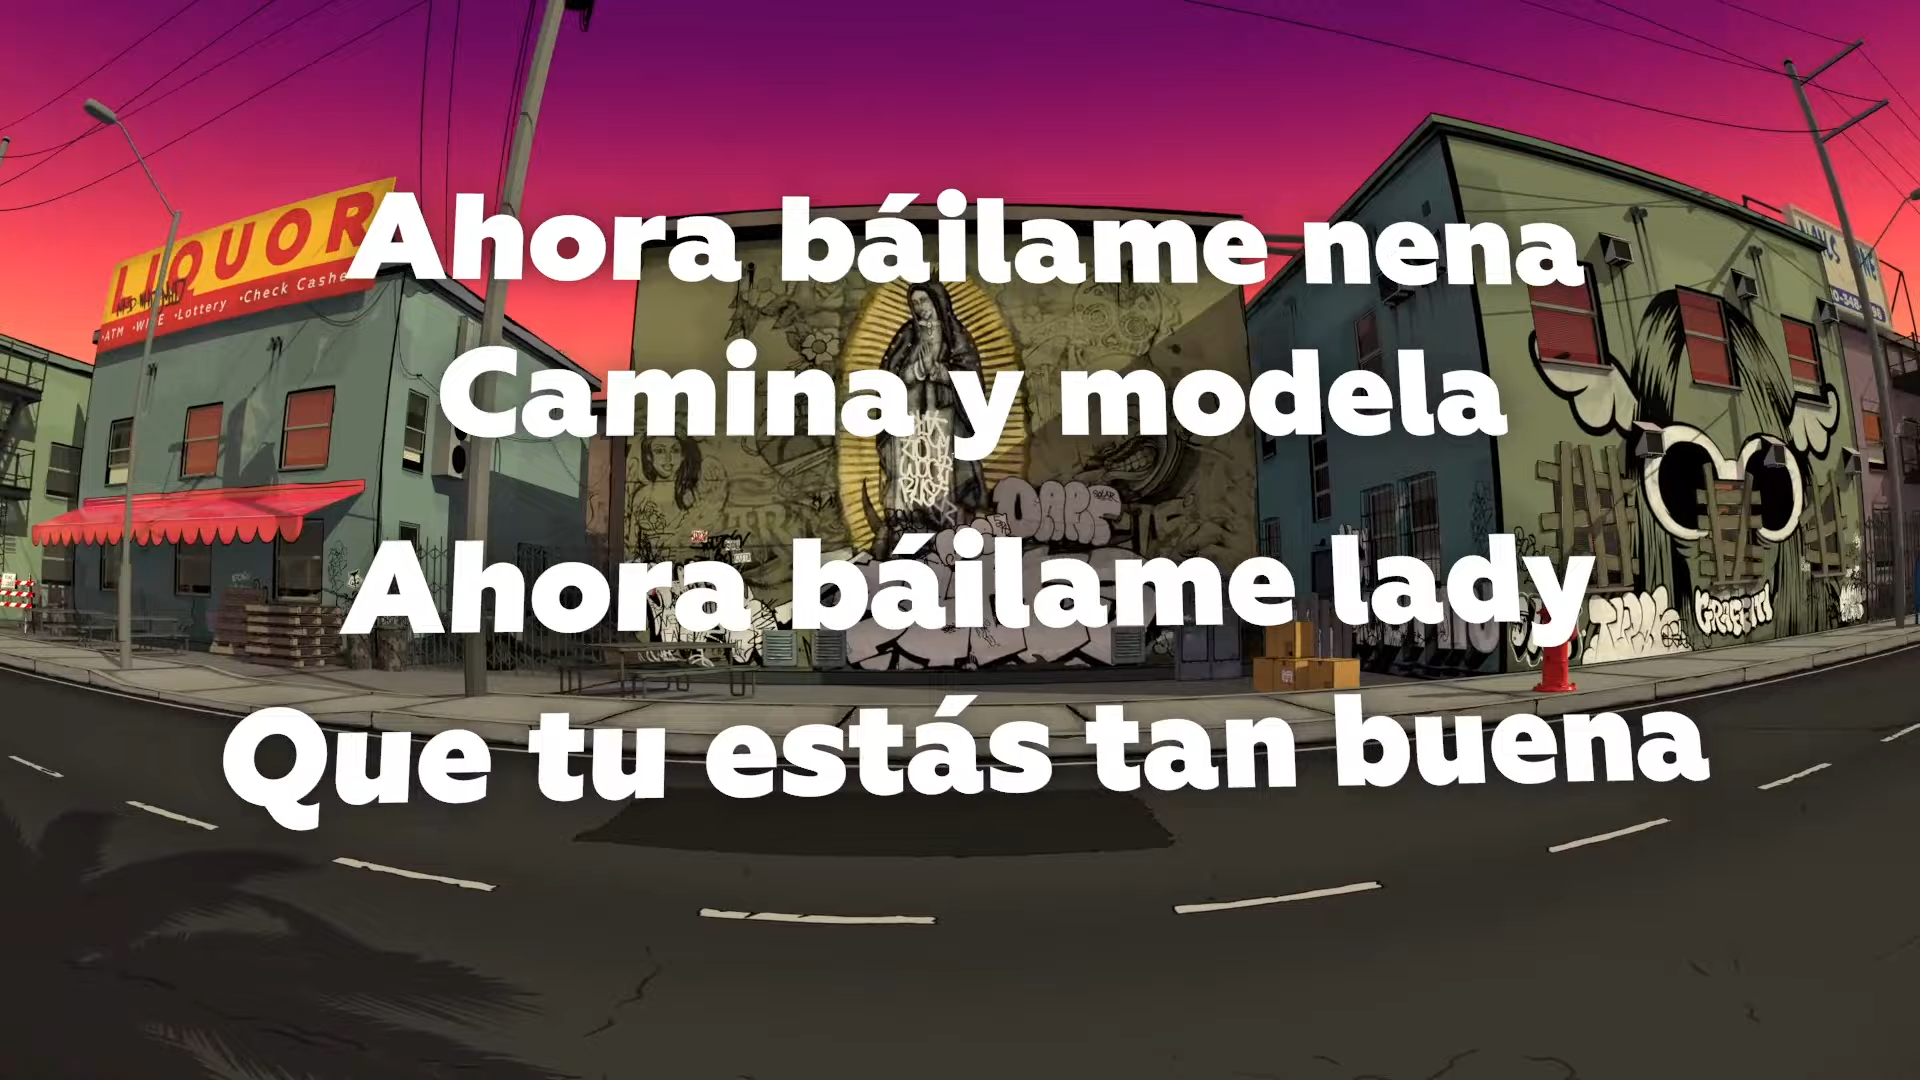 Ahora báilame nena
Camina y modela
Ahora báilame lady
Que tu estás tan buena
LIQUOR
•ATM •WINE •Lottery •Check Cashe
GRAFFITI